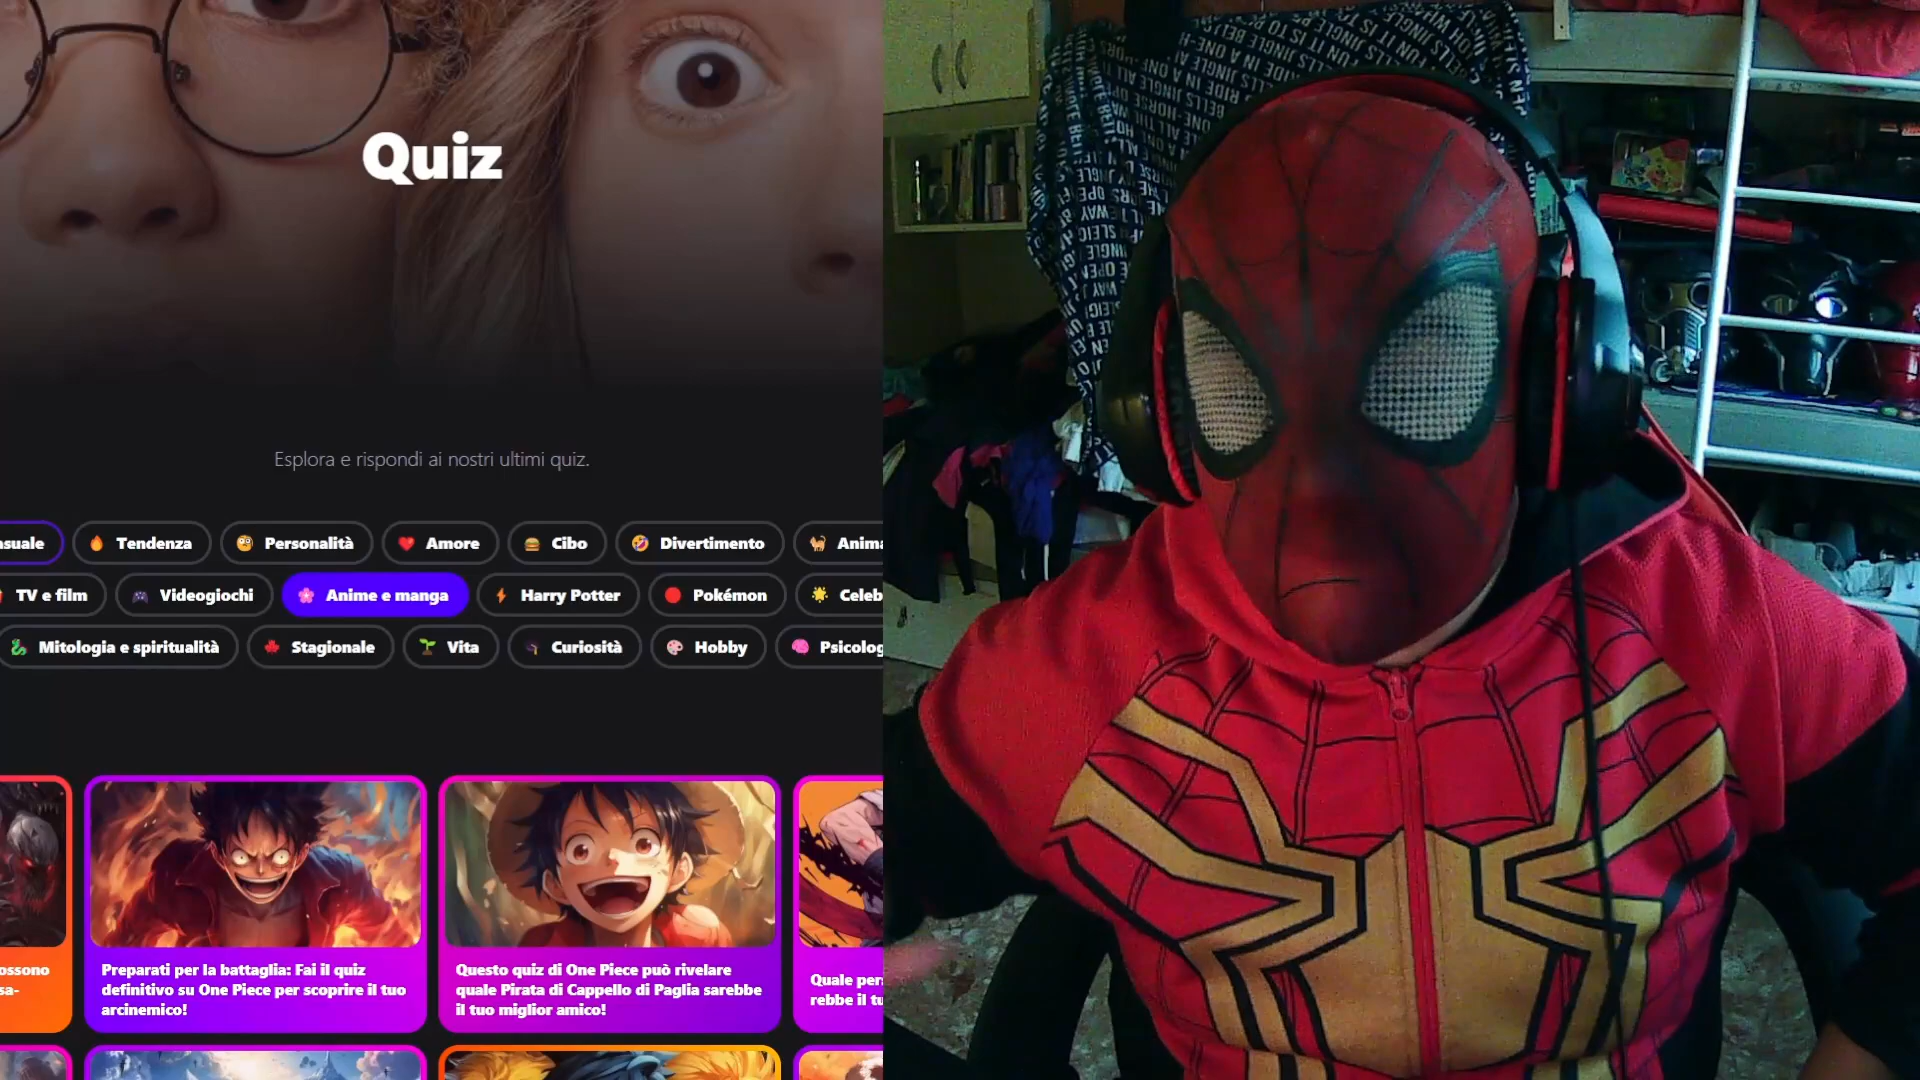 Quiz
Esplora e rispondi ai nostri ultimi quiz.
Tendenza Personalità Amore Cibo Divertimento
TV e film Videogiochi Anime e manga Harry Potter Pokémon
Mitologia e spiritualità Stagionale Vita Curiosità Hobby
Preparati per la battaglia: Fai il quiz
definitivo su One Piece per scoprire il tuo
arcinemico!
Questo quiz di One Piece può rivelare
quale Pirata di Cappello di Paglia sarebbe
il tuo miglior amico!